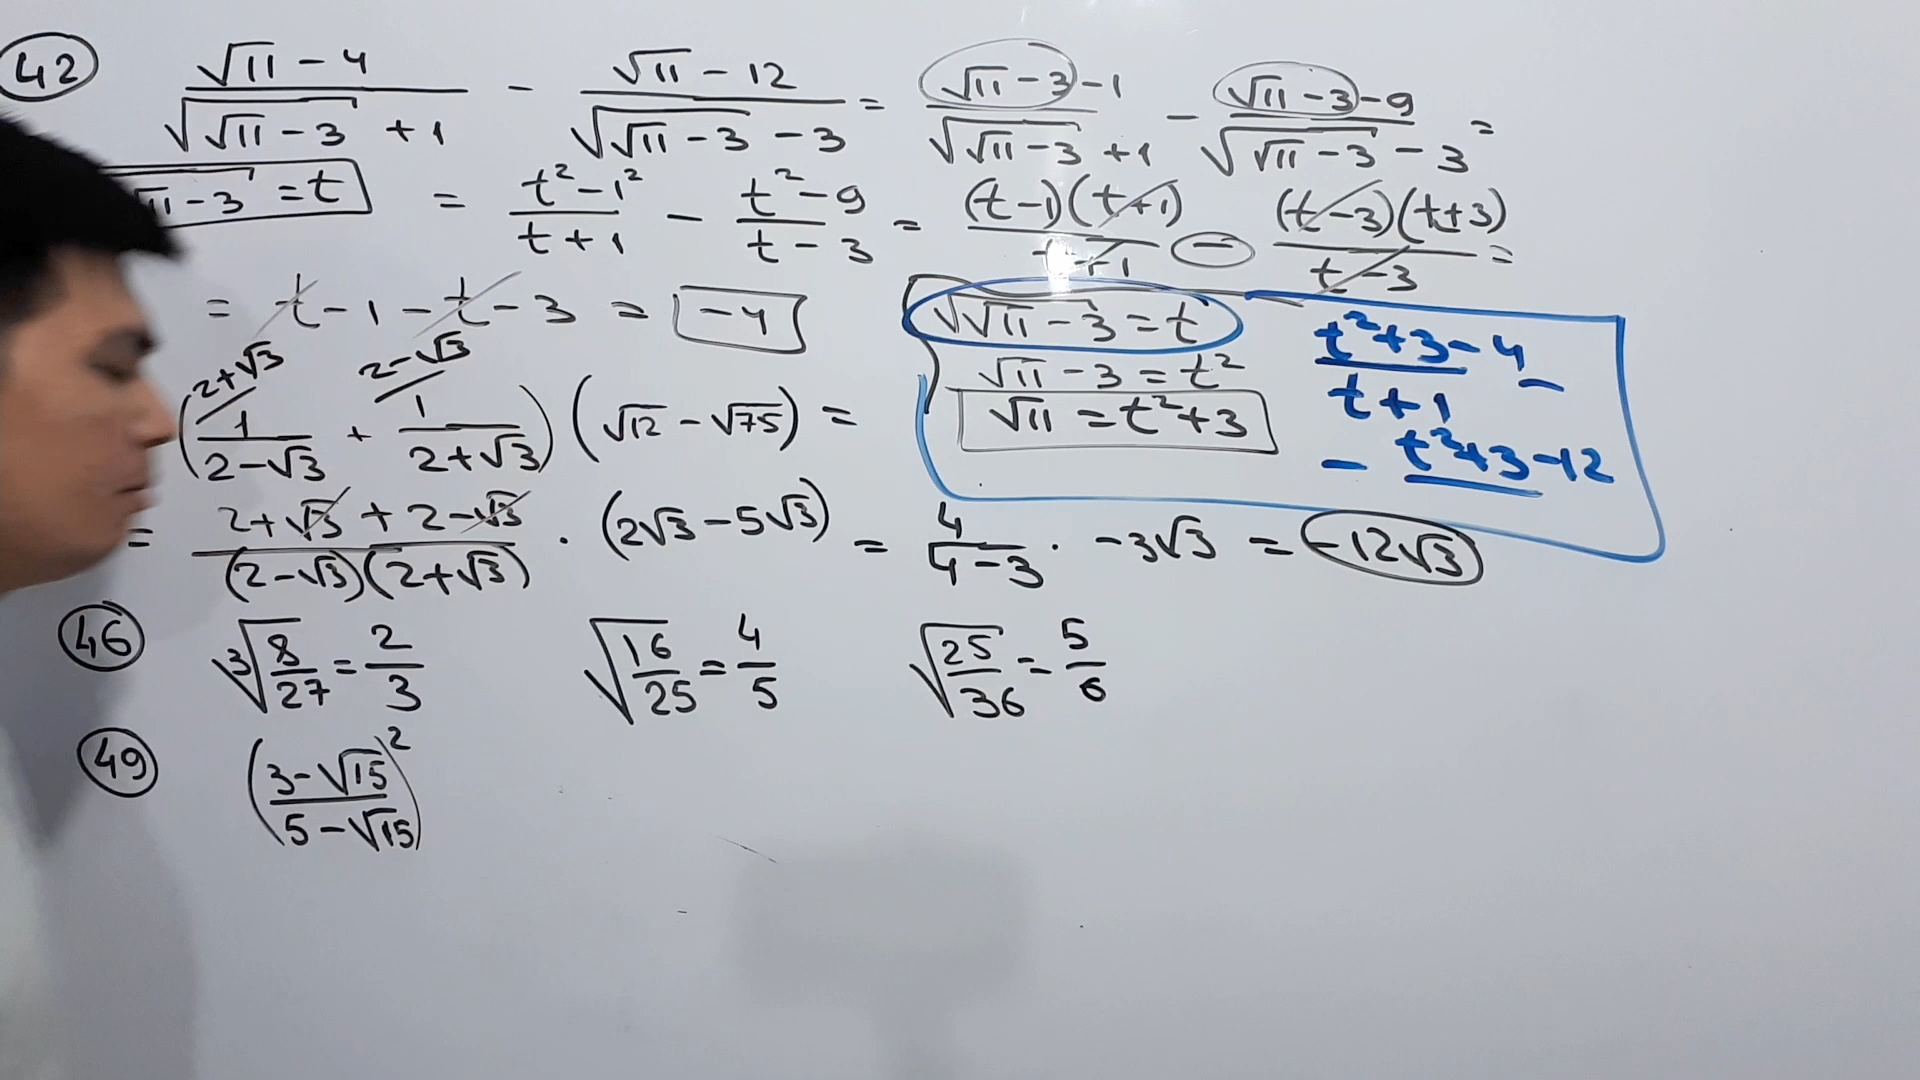 42 (√11 - 4)/(√(√11 - 3) + 1) - (√11 - 12)/(√(√11 - 3) - 3) = (√11 - 3 - 1)/(√(√11 - 3) + 1) - (√11 - 3 - 9)/(√(√11 - 3) - 3) =
11 - 3 = t = (t² - 1²)/(t + 1) - (t² - 9)/(t - 3) = (t - 1)(t + 1)/(t + 1) - (t - 3)(t + 3)/(t - 3) =
= t - 1 - t - 3 = -4
√(√11 - 3) = t
√11 - 3 = t²
√11 = t² + 3
(t² + 3 - 4)/(t + 1) -
- t² + 3 - 12
2+√3 2-√3
(1/(2 - √3) + 1/(2 + √3)) (√12 - √75) =
= (2 + √3 + 2 - √3)/((2 - √3)(2 + √3)) · (2√3 - 5√3) = 4/(4 - 3) · -3√3 = -12√3
46 ³√(8/27) = 2/3 √(16/25) = 4/5 √(25/36) = 5/6
49 ((3 - √15)/(5 - √15))²